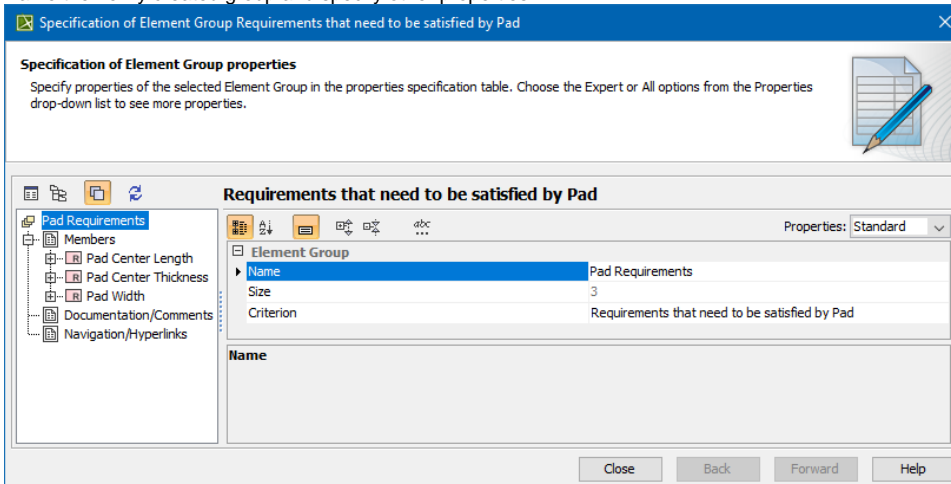 Specification of Element Group Requirements that need to be satisfied by Pad
Specification of Element Group properties
Specify properties of the selected Element Group in the properties specification table. Choose the Expert or All options from the Properties
drop-down list to see more properties.
Requirements that need to be satisfied by Pad
Pad Requirements
Members
R Pad Center Length
R Pad Center Thickness
R Pad Width
Documentation/Comments
Navigation/Hyperlinks
abc
Properties: Standard
Element Group
Name Pad Requirements
Size 3
Criterion Requirements that need to be satisfied by Pad
Name
Close Back Forward Help